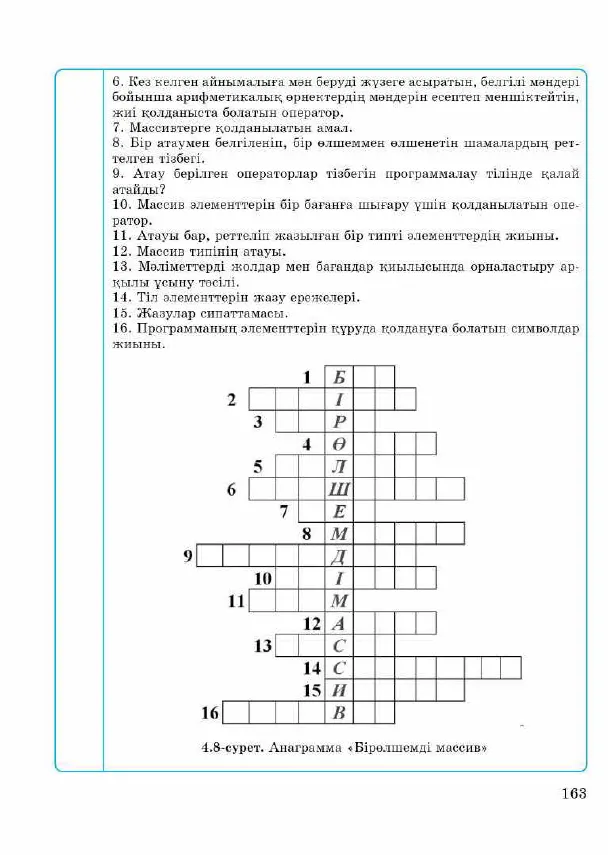 6. Кез келген айнымалыға мән беруді жүзеге асыратын, белгілі мәндері
бойынша арифметикалық өрнектердің мәндерін есептеп меншіктейтін,
жиі қолданыста болатын оператор.
7. Массивтерге қолданылатын амал.
8. Бір атаумен белгіленіп, бір өлшеммен өлшенетін шамалардың рет-
телген тізбегі.
9. Атау берілген операторлар тізбегін программалау тілінде қалай
атайды?
10. Массив элементтерін бір бағанға шығару үшін қолданылатын опе-
ратор.
11. Атауы бар, реттеліп жазылған бір типті элементтердің жиыны.
12. Массив типінің атауы.
13. Мәліметтерді жолдар мен бағандар қиылысында орналастыру ар-
қылы ұсыну тәсілі.
14. Тіл элементтерін жазу ережелері.
15. Жазулар сипаттамасы.
16. Программаның элементтерін құруда қолдануға болатын символдар
жиыны.
1 Б
2 І
3 Р
4 Ө
5 Л
6 Ш
7 Е
8 М
9 Д
10 І
11 М
12 А
13 С
14 С
15 И
16 В
4.8-сурет. Анаграмма «Бірөлшемді массив»
163